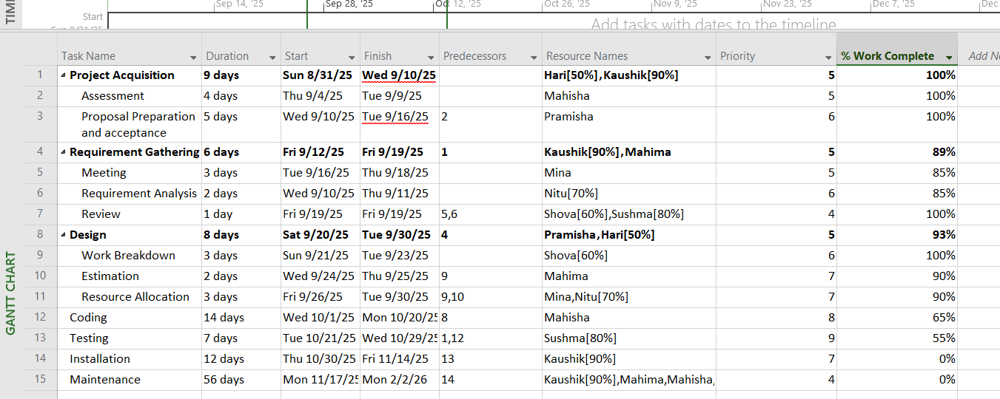 Sep 14, '25 Sep 28, '25 Oct 12, '25 Oct 26, '25 Nov 9, '25 Nov 23, '25 Dec 7, '25 Dec
Start
Add tasks with dates to the timeline
Sun 8/31/25
Task Name Duration Start Finish Predecessors Resource Names Priority % Work Complete Add
1 Project Acquisition 9 days Sun 8/31/25 Wed 9/10/25 Hari[50%],Kaushik[90%] 5 100%
2 Assessment 4 days Thu 9/4/25 Tue 9/9/25 Mahisha 5 100%
3 Proposal Preparation 5 days Wed 9/10/25 Tue 9/16/25 2 Pramisha 6 100%
and acceptance
4 Requirement Gathering 6 days Fri 9/12/25 Fri 9/19/25 1 Kaushik[90%],Mahima 5 89%
5 Meeting 3 days Tue 9/16/25 Thu 9/18/25 Mina 5 85%
6 Requirement Analysis 2 days Wed 9/10/25 Thu 9/11/25 Nitu[70%] 6 85%
7 Review 1 day Fri 9/19/25 Fri 9/19/25 5,6 Shova[60%],Sushma[80%] 4 100%
8 Design 8 days Sat 9/20/25 Tue 9/30/25 4 Pramisha,Hari[50%] 5 93%
9 Work Breakdown 3 days Sun 9/21/25 Tue 9/23/25 Shova[60%] 6 100%
10 Estimation 2 days Wed 9/24/25 Thu 9/25/25 9 Mahima 7 90%
11 Resource Allocation 3 days Fri 9/26/25 Tue 9/30/25 9,10 Mina,Nitu[70%] 7 90%
12 Coding 14 days Wed 10/1/25 Mon 10/20/25 8 Mahisha 8 65%
13 Testing 7 days Tue 10/21/25 Wed 10/29/25 1,12 Sushma[80%] 9 55%
14 Installation 12 days Thu 10/30/25 Fri 11/14/25 13 Kaushik[90%] 7 0%
15 Maintenance 56 days Mon 11/17/25 Mon 2/2/26 14 Kaushik[90%],Mahima,Mahisha, 4 0%
GANTT CHART